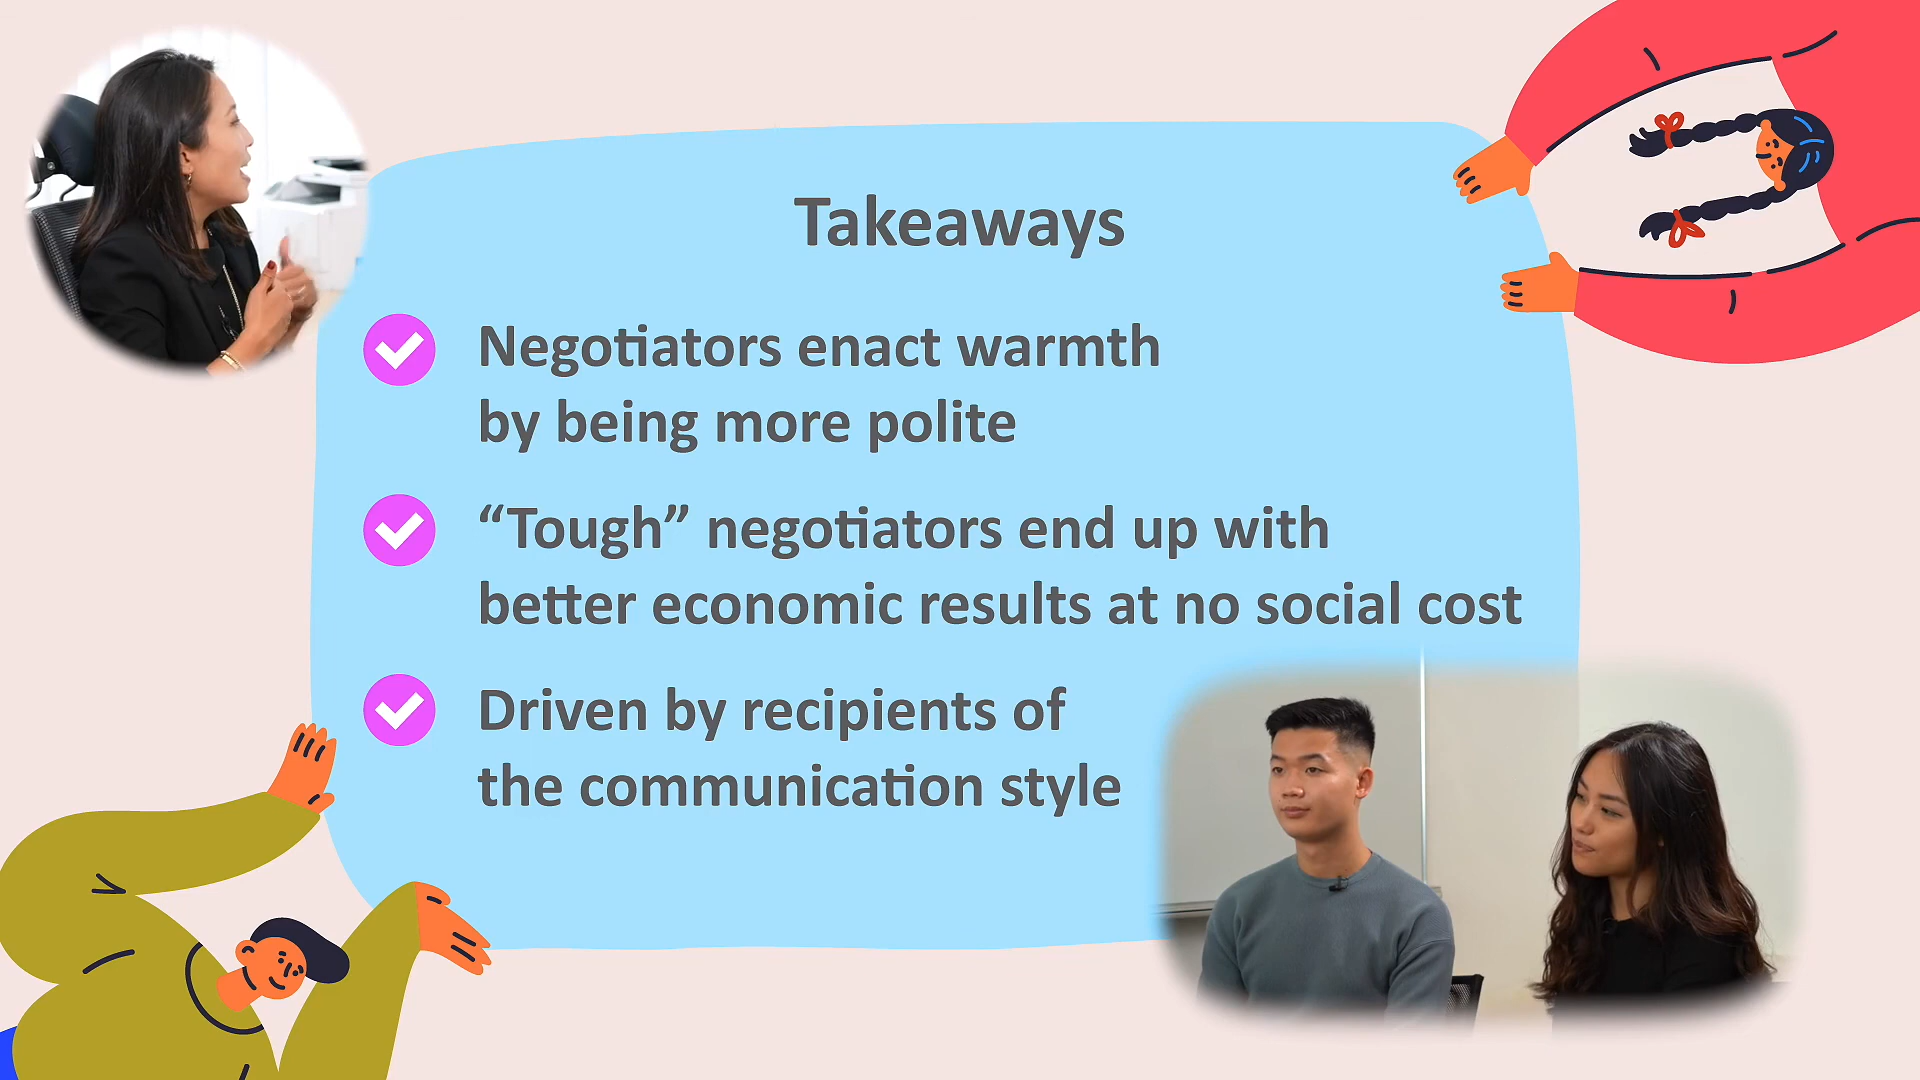 Takeaways
Negotiators enact warmth
by being more polite
“Tough” negotiators end up with
better economic results at no social cost
Driven by recipients of
the communication style